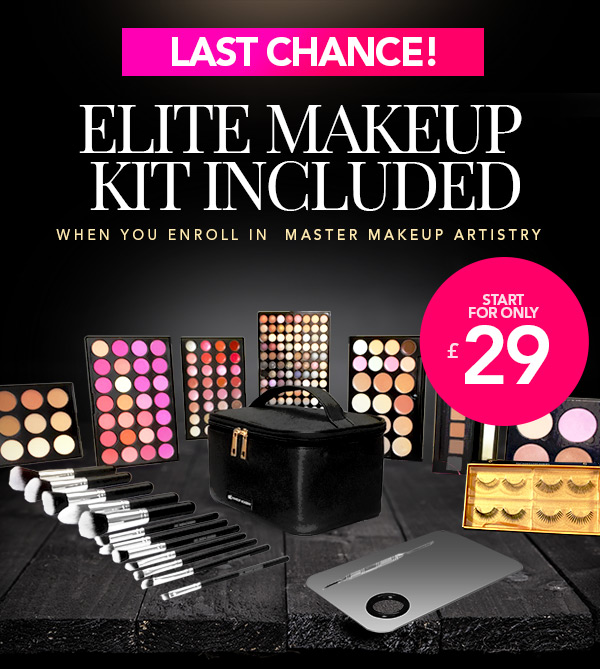 LAST CHANCE!
ELITE MAKEUP
KIT INCLUDED
WHEN YOU ENROLL IN MASTER MAKEUP ARTISTRY
START
FOR ONLY
£29